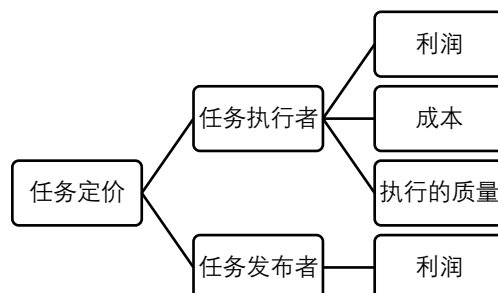 任务定价
任务执行者
利润
成本
执行的质量
任务发布者
利润